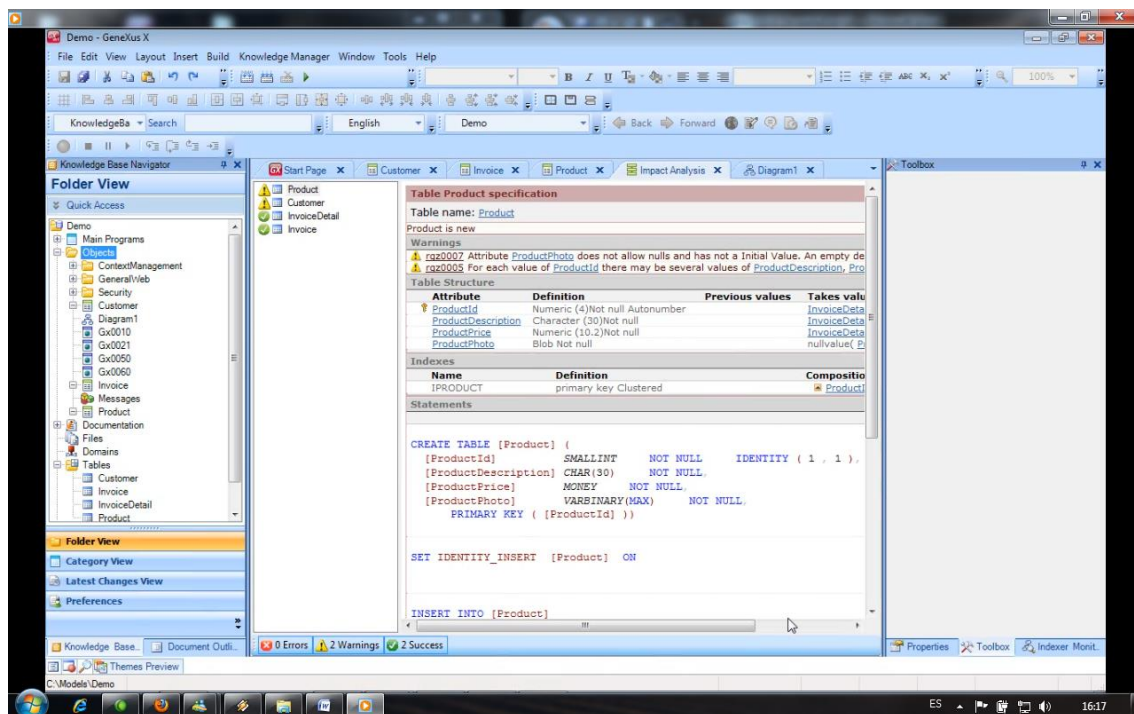 Demo - GeneXus X
File Edit View Layout Insert Build Knowledge Manager Window Tools Help
B I U ABC X₂ X² 100%
KnowledgeBa Search English Demo Back Forward
Knowledge Base Navigator
Folder View
Quick Access
Demo
Main Programs
Objects
ContextManagement
GeneralWeb
Security
Customer
Diagram1
Gx0010
Gx0021
Gx0050
Gx0060
Invoice
Messages
Product
Documentation
Files
Domains
Tables
Customer
Invoice
InvoiceDetail
Product
Folder View
Category View
Latest Changes View
Preferences
Knowledge Base... Document Outli...
Start Page Customer Invoice Product Impact Analysis Diagram1
Product
Customer
InvoiceDetail
Invoice
Table Product specification
Table name: Product
Product is new
Warnings
rgz0007 Attribute ProductPhoto does not allow nulls and has not a Initial Value. An empty de
rgz0005 For each value of ProductId there may be several values of ProductDescription, Pro
Table Structure
Attribute Definition Previous values Takes valu
ProductId Numeric (4)Not null Autonumber InvoiceDeta
ProductDescription Character (30)Not null InvoiceDeta
ProductPrice Numeric (10.2)Not null InvoiceDeta
ProductPhoto Blob Not null nullvalue( P
Indexes
Name Definition Compositio
IPRODUCT primary key Clustered ProductI
Statements
CREATE TABLE [Product] (
[ProductId] SMALLINT NOT NULL IDENTITY ( 1 , 1 ),
[ProductDescription] CHAR(30) NOT NULL,
[ProductPrice] MONEY NOT NULL,
[ProductPhoto] VARBINARY(MAX) NOT NULL,
PRIMARY KEY ( [ProductId] ))
SET IDENTITY_INSERT [Product] ON
INSERT INTO [Product]
0 Errors 2 Warnings 2 Success
Toolbox
Properties Toolbox Indexer Monit...
Themes Preview
C:\Models\Demo
ES 16:17